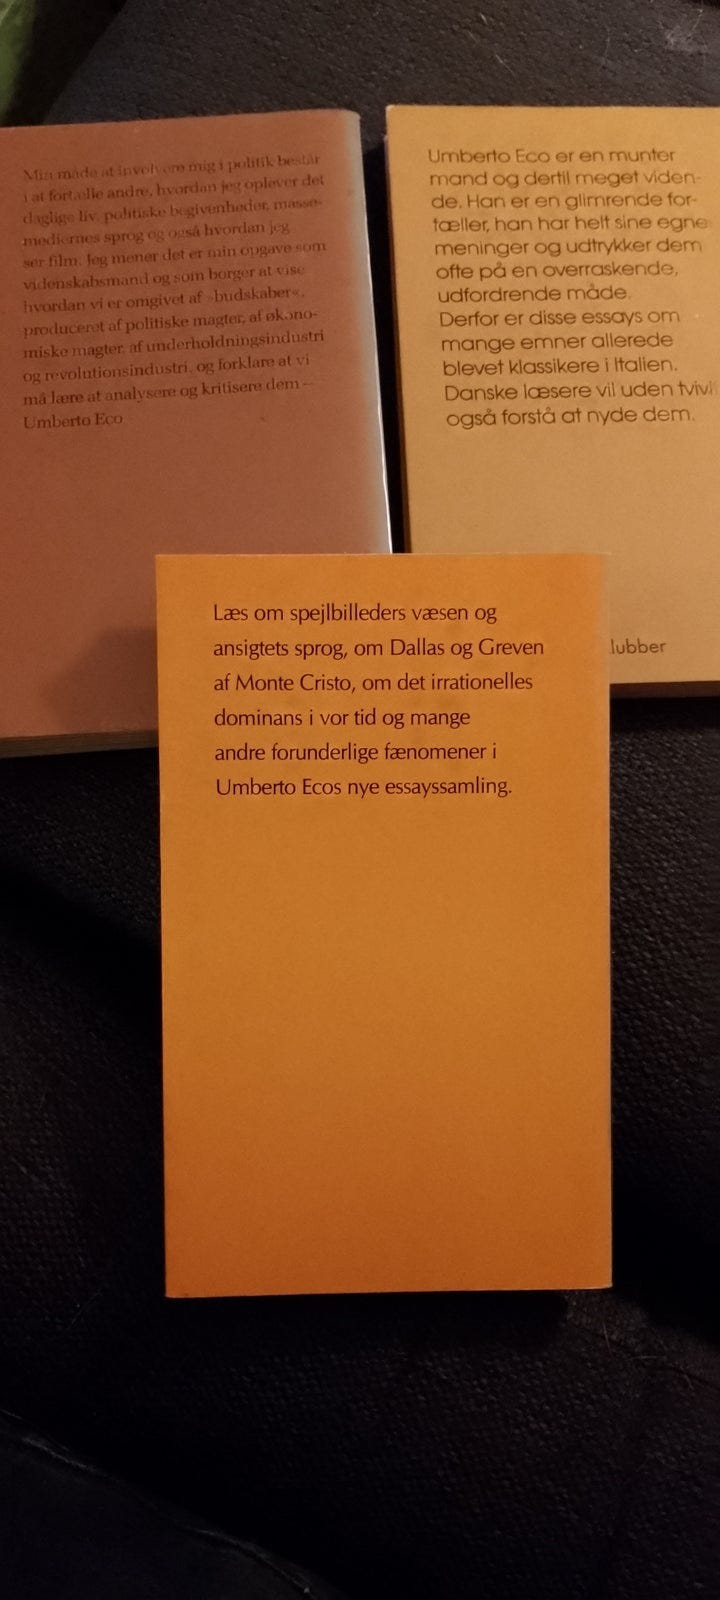 Min måde at involvere mig i politik består
i at fortælle andre, hvordan jeg oplever det
daglige liv, politiske begivenheder, masse-
mediernes sprog og også hvordan jeg
ser film. Jeg mener det er min opgave som
videnskabsmand og som borger at vise
hvordan vi er omgivet af »budskaber«,
produceret af politiske magter, af økono-
miske magter, af underholdningsindustri
og revolutionsindustri, og forklare at vi
må lære at analysere og kritisere dem –
Umberto Eco
Umberto Eco er en munter
mand og dertil meget viden-
de. Han er en glimrende for-
tæller, han har helt sine egne
meninger og udtrykker dem
ofte på en overraskende,
udfordrende måde.
Derfor er disse essays om
mange emner allerede
blevet klassikere i Italien.
Danske læsere vil uden tvivl
også forstå at nyde dem.
lubber
Læs om spejlbilleders væsen og
ansigtets sprog, om Dallas og Greven
af Monte Cristo, om det irrationelles
dominans i vor tid og mange
andre forunderlige fænomener i
Umberto Ecos nye essayssamling.